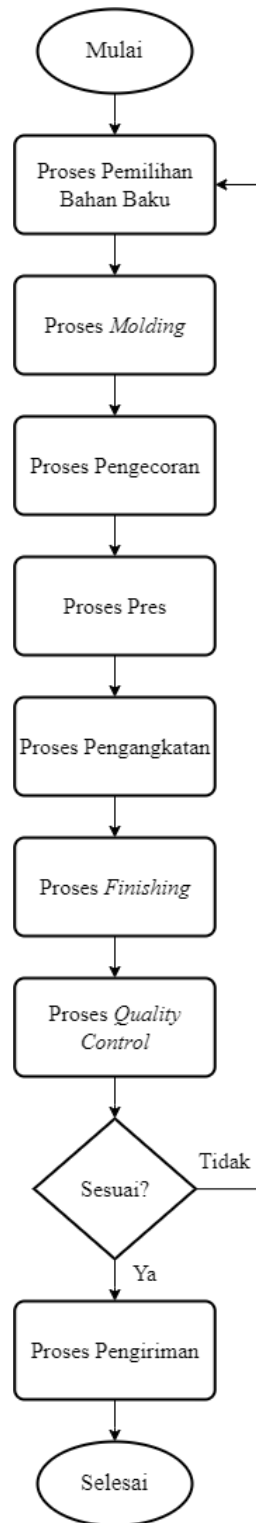 Mulai
Proses Pemilihan
Bahan Baku
Proses Molding
Proses Pengecoran
Proses Pres
Proses Pengangkatan
Proses Finishing
Proses Quality
Control
Sesuai?
Tidak
Ya
Proses Pengiriman
Selesai